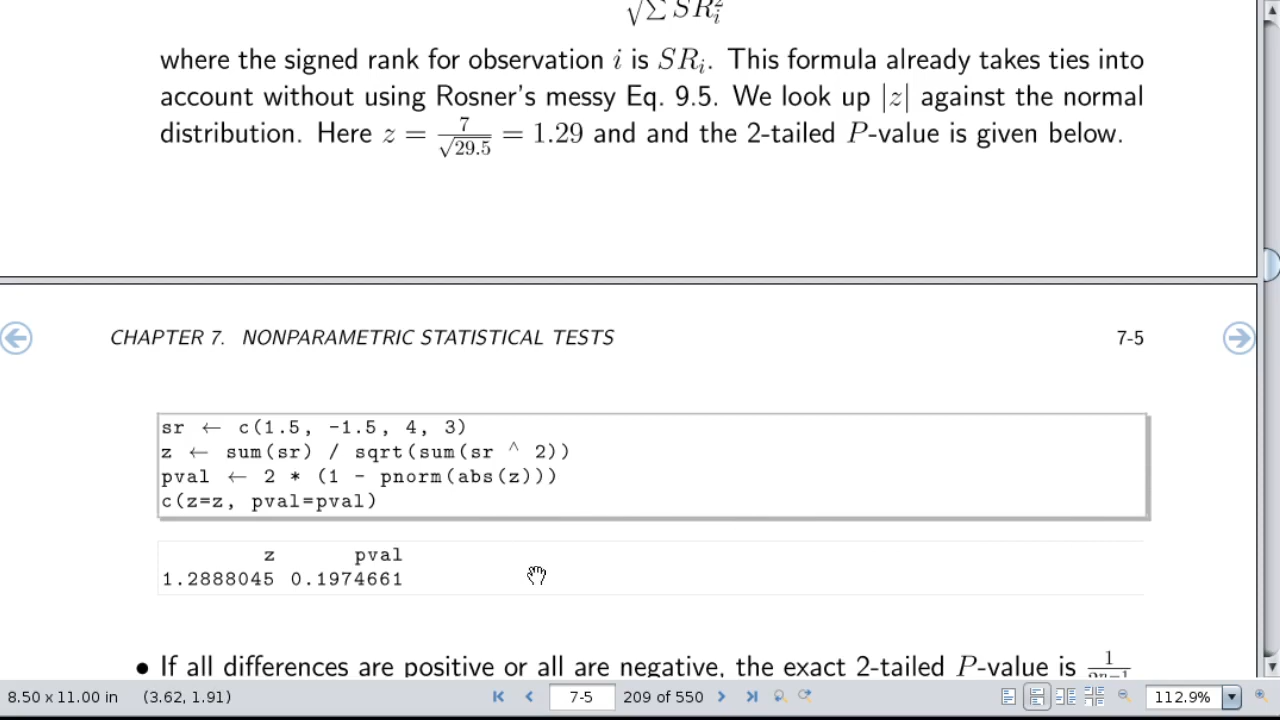 √Σ SR²ᵢ
where the signed rank for observation i is SRᵢ. This formula already takes ties into
account without using Rosner's messy Eq. 9.5. We look up |z| against the normal
distribution. Here z = 7/√29.5 = 1.29 and and the 2-tailed P-value is given below.
CHAPTER 7. NONPARAMETRIC STATISTICAL TESTS 7-5
sr ← c(1.5, -1.5, 4, 3)
z ← sum(sr) / sqrt(sum(sr ^ 2))
pval ← 2 * (1 - pnorm(abs(z)))
c(z=z, pval=pval)
z pval
1.2888045 0.1974661
• If all differences are positive or all are negative, the exact 2-tailed P-value is 1
8.50 x 11.00 in (3.62, 1.91) 7-5 209 of 550 112.9%